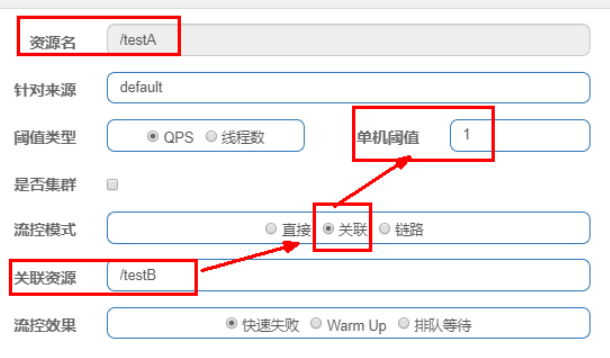 资源名 /testA
针对来源 default
阈值类型 QPS 线程数 单机阈值 1
是否集群
流控模式 直接 关联 链路
关联资源 /testB
流控效果 快速失败 Warm Up 排队等待